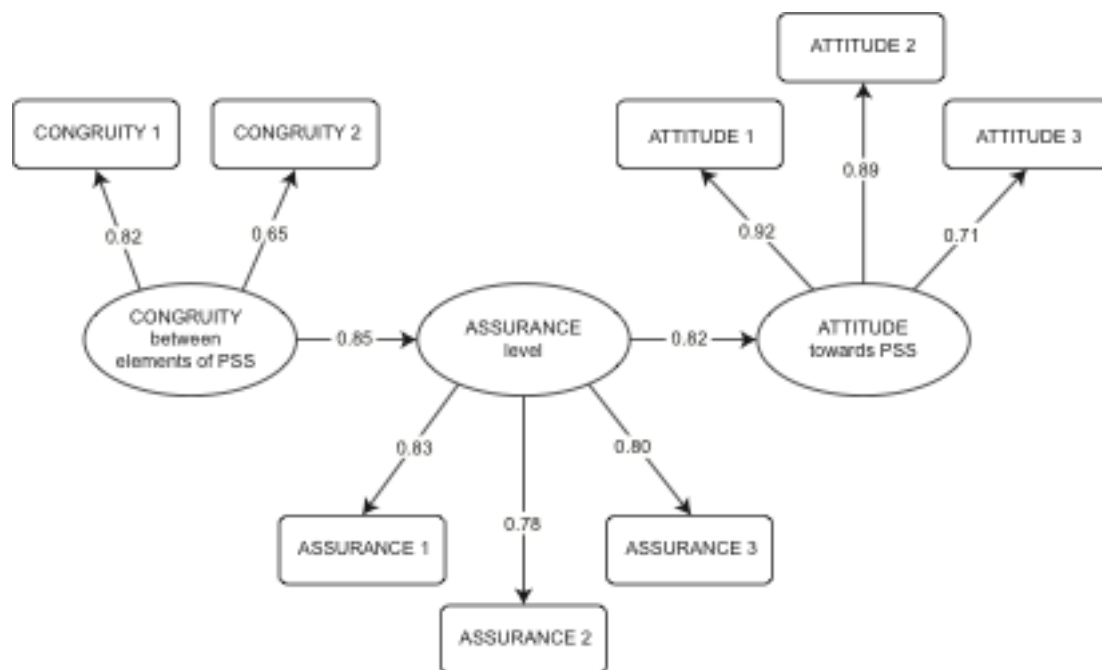 ATTITUDE 2
CONGRUITY 1
CONGRUITY 2
ATTITUDE 1
ATTITUDE 3
0.89
0.82
0.65
0.92
0.71
CONGRUITY
between
elements of PSS
0.85
ASSURANCE
level
0.82
ATTITUDE
towards PSS
0.83
0.80
0.78
ASSURANCE 1
ASSURANCE 3
ASSURANCE 2